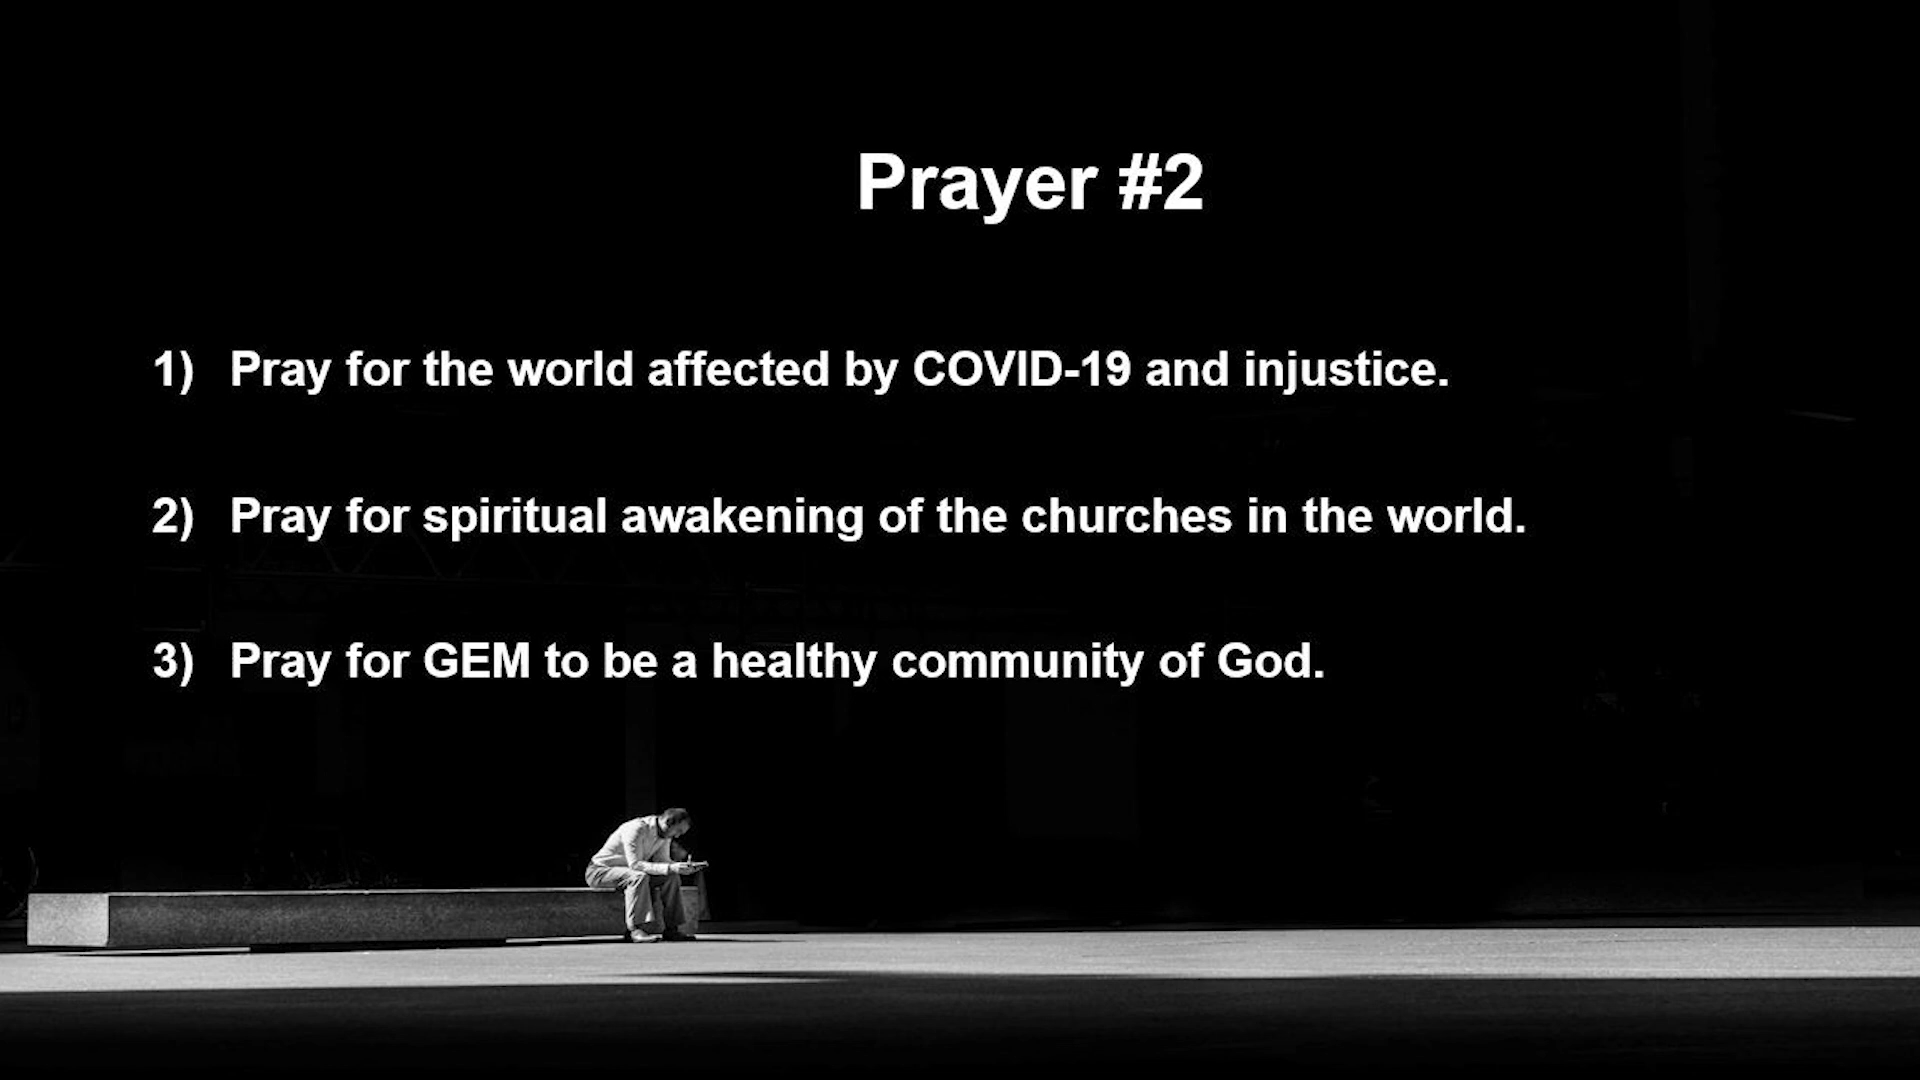 Prayer #2
1) Pray for the world affected by COVID-19 and injustice.
2) Pray for spiritual awakening of the churches in the world.
3) Pray for GEM to be a healthy community of God.